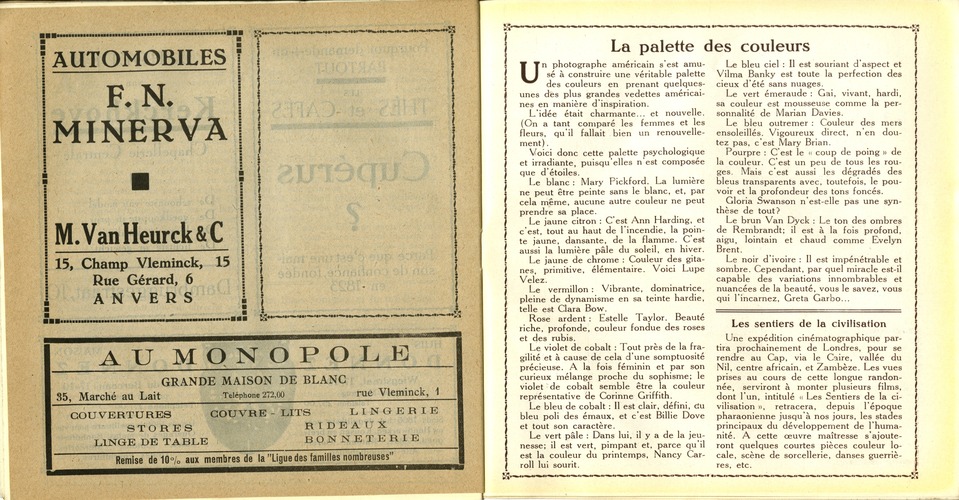 AUTOMOBILES
F. N.
MINERVA
M. Van Heurck & C
15, Champ Vleminck, 15
Rue Gérard, 6
ANVERS
AU MONOPOLE
GRANDE MAISON DE BLANC
35, Marché au Lait Téléphone 272,00 rue Vleminck, 1
COUVERTURES COUVRE-LITS LINGERIE
STORES RIDEAUX
LINGE DE TABLE BONNETERIE
Remise de 10% aux membres de la "Ligue des familles nombreuses"
La palette des couleurs
Un photographe américain s'est amu-
sé à construire une véritable palette
des couleurs en prenant quelques-
unes des plus grandes vedettes américai-
nes en manière d'inspiration.
L'idée était charmante... et nouvelle.
(On a tant comparé les femmes et les
fleurs, qu'il fallait bien un renouvelle-
ment).
Voici donc cette palette psychologique
et irradiante, puisqu'elles n'est composée
que d'étoiles.
Le blanc : Mary Pickford. La lumière
ne peut être peinte sans le blanc, et, par
cela même, aucune autre couleur ne peut
prendre sa place.
Le jaune citron : C'est Ann Harding, et
c'est, tout au haut de l'incendie, la poin-
te jaune, dansante, de la flamme. C'est
aussi la lumière pâle du soleil, en hiver.
Le jaune de chrome : Couleur des gita-
nes, primitive, élémentaire. Voici Lupe
Velez.
Le vermillon : Vibrante, dominatrice,
pleine de dynamisme en sa teinte hardie,
telle est Clara Bow.
Rose ardent : Estelle Taylor. Beauté
riche, profonde, couleur fondue des roses
et des rubis.
Le violet de cobalt : Tout près de la fra-
gilité et à cause de cela d'une somptuosité
précieuse. A la fois féminin et par son
curieux mélange proche du sophisme; le
violet de cobalt semble être la couleur
représentative de Corinne Griffith.
Le bleu de cobalt : Il est clair, défini, du
bleu poli des émaux, et c'est Billie Dove
et tout son caractère.
Le vert pâle : Dans lui, il y a de la jeu-
nesse; il est vert, pimpant et, parce qu'il
est la couleur du printemps, Nancy Car-
roll lui sourit.
Le bleu ciel : Il est souriant d'aspect et
Vilma Banky est toute la perfection des
cieux d'été sans nuages.
Le vert émeraude : Gai, vivant, hardi,
sa couleur est mousseuse comme la per-
sonnalité de Marian Davies.
Le bleu outremer : Couleur des mers
ensoleillés. Vigoureux direct, n'en dou-
tez pas, c'est Mary Brian.
Pourpre : C'est le « coup de poing » de
la couleur. C'est un peu de tous les rou-
ges. Mais c'est aussi les dégradés des
bleus transparents avec, toutefois, le pou-
voir et la profondeur des tons foncés.
Gloria Swanson n'est-elle pas une syn-
thèse de tout?
Le brun Van Dyck : Le ton des ombres
de Rembrandt; il est à la fois profond,
aigu, lointain et chaud comme Evelyn
Brent.
Le noir d'ivoire : Il est impénétrable et
sombre. Cependant, par quel miracle est-il
capable des variations innombrables et
nuancées de la beauté, vous le savez, vous
qui l'incarnez, Greta Garbo...
Les sentiers de la civilisation
Une expédition cinématographique par-
tira prochainement de Londres, pour se
rendre au Cap, via le Caire, vallée du
Nil, centre africain, et Zambèze. Les vues
prises au cours de cette longue randon-
née, serviront à monter plusieurs films,
dont l'un, intitulé « Les Sentiers de la ci-
vilisation », retracera, depuis l'époque
pharaonienne jusqu'à nos jours, les stades
principaux du développement de l'huma-
nité. A cette œuvre maîtresse s'ajoute-
ront quelques courtes pièces couleur lo-
cale, scène de sorcellerie, danses guerriè-
res, etc.